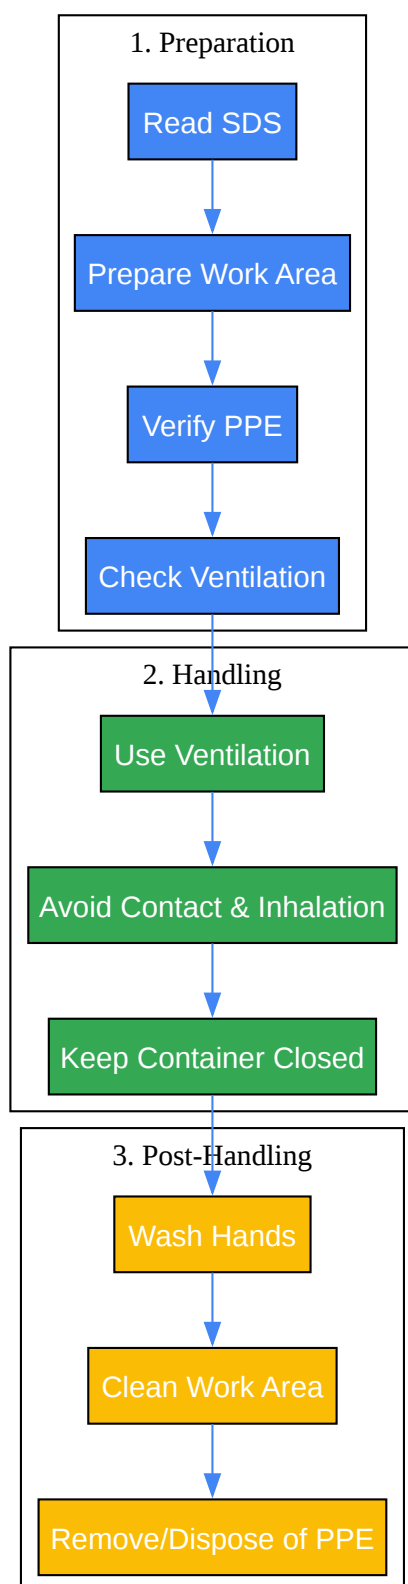 1. Preparation
Read SDS
Prepare Work Area
Verify PPE
Check Ventilation
2. Handling
Use Ventilation
Avoid Contact & Inhalation
Keep Container Closed
3. Post-Handling
Wash Hands
Clean Work Area
Remove/Dispose of PPE